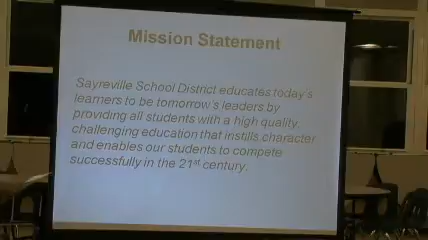 Mission Statement
Sayreville School District educates today's
learners to be tomorrow's leaders by
providing all students with a high quality,
challenging education that instills character
and enables our students to compete
successfully in the 21st century.